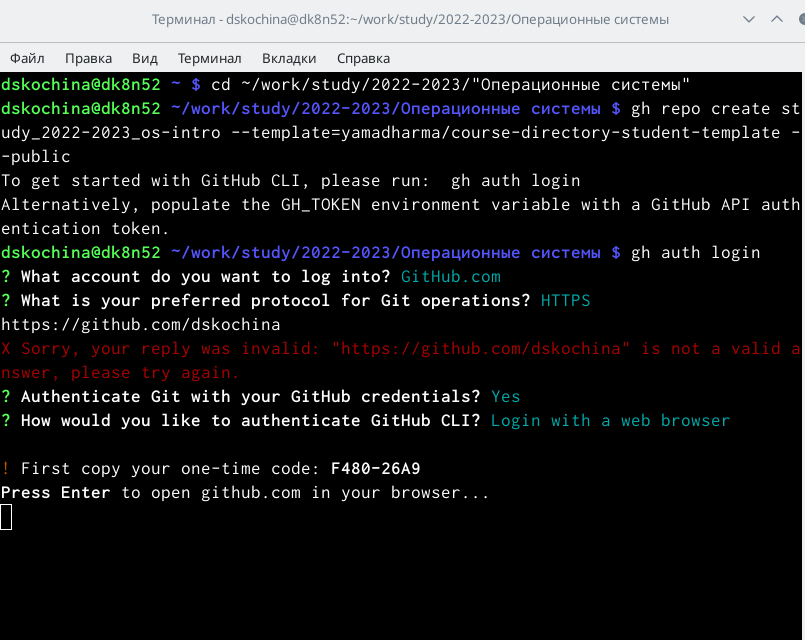 Терминал - dskochina@dk8n52:~/work/study/2022-2023/Операционные системы
Файл Правка Вид Терминал Вкладки Справка
dskochina@dk8n52 ~ $ cd ~/work/study/2022-2023/"Операционные системы"
dskochina@dk8n52 ~/work/study/2022-2023/Операционные системы $ gh repo create st
udy_2022-2023_os-intro --template=yamadharma/course-directory-student-template -
-public
To get started with GitHub CLI, please run:  gh auth login
Alternatively, populate the GH_TOKEN environment variable with a GitHub API auth
entication token.
dskochina@dk8n52 ~/work/study/2022-2023/Операционные системы $ gh auth login
? What account do you want to log into? GitHub.com
? What is your preferred protocol for Git operations? HTTPS
https://github.com/dskochina
X Sorry, your reply was invalid: "https://github.com/dskochina" is not a valid a
nswer, please try again.
? Authenticate Git with your GitHub credentials? Yes
? How would you like to authenticate GitHub CLI? Login with a web browser
! First copy your one-time code: F480-26A9
Press Enter to open github.com in your browser...